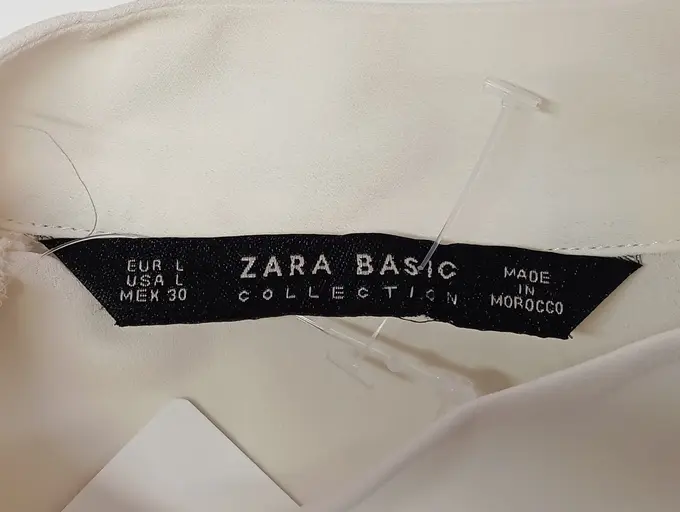 EUR L
USA L
MEX 30
ZARA BASIC
COLLECTION
MADE
IN
MOROCCO